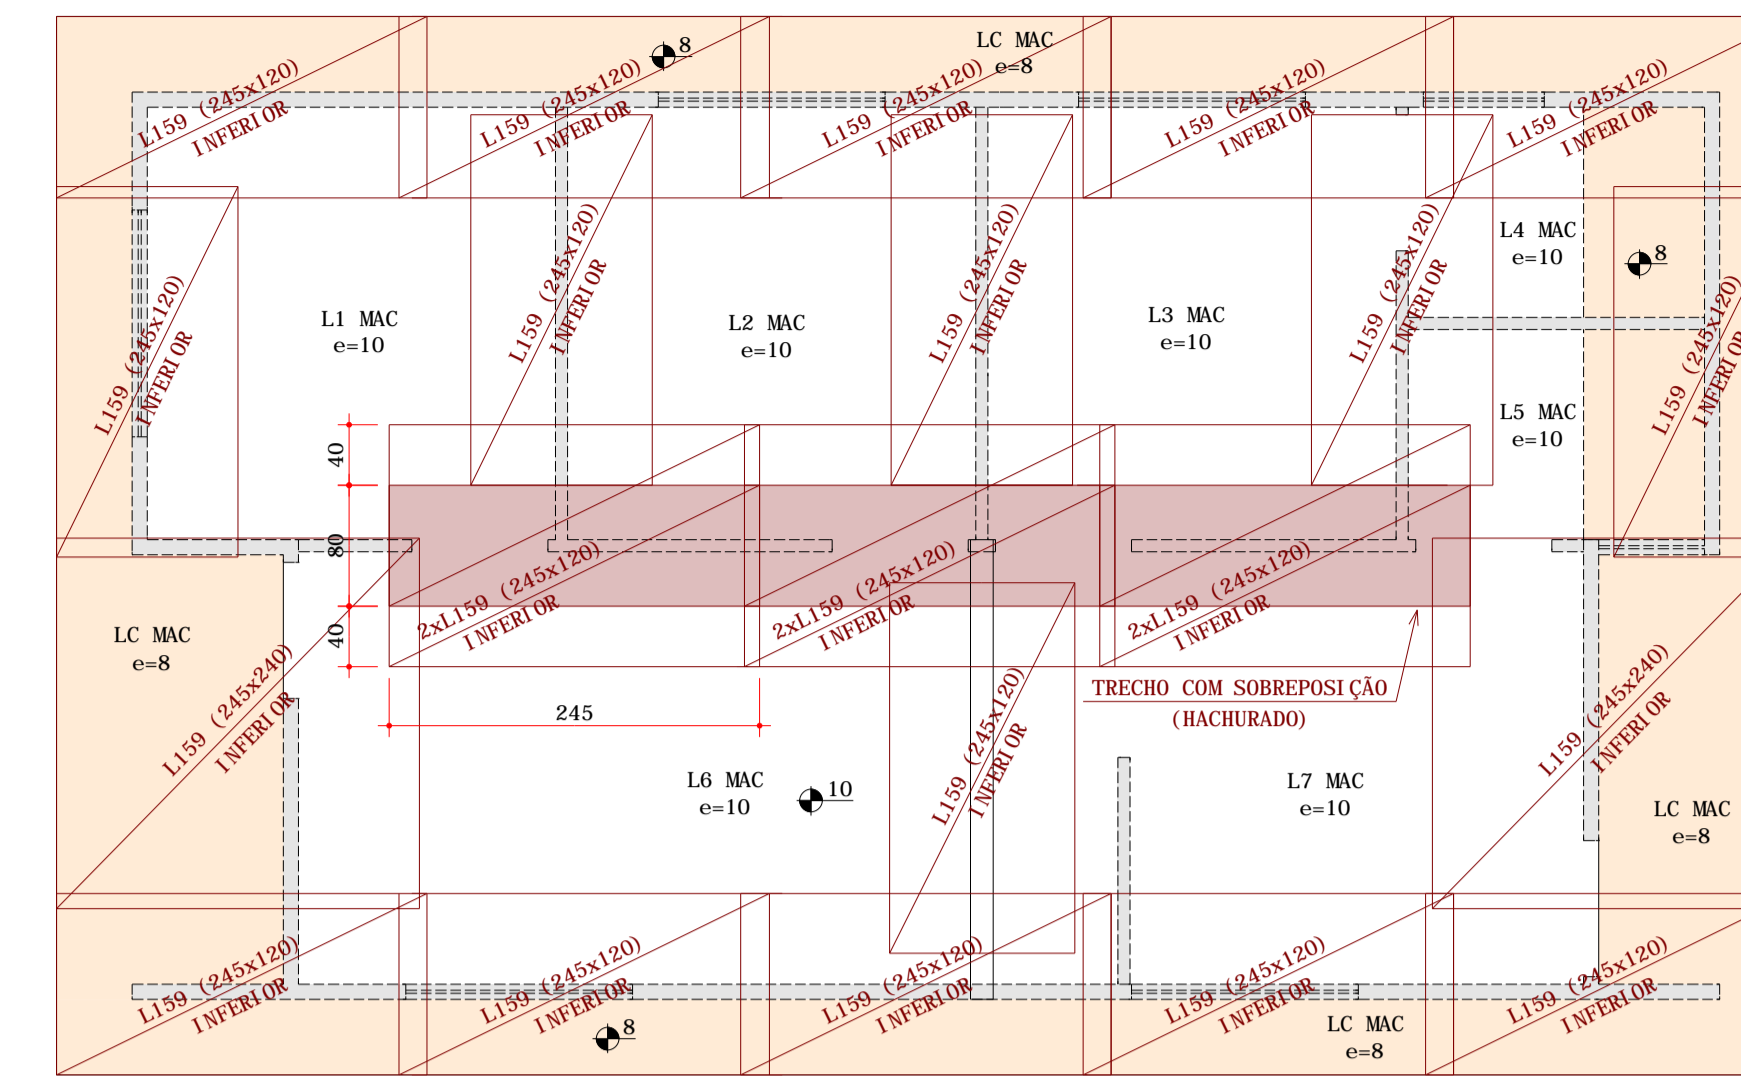 8
LC MAC
e=8
L159 (245x120)
INFERIOR
L159 (245x120)
INFERIOR
L159 (245x120)
INFERIOR
L159 (245x120)
INFERIOR
L159 (245x120)
INFERIOR
L159 (245x120)
INFERIOR
L1 MAC
e=10
L159 (245x120)
INFERIOR
L2 MAC
e=10
L159 (245x120)
INFERIOR
L3 MAC
e=10
L159 (245x120)
INFERIOR
L4 MAC
e=10
8
L5 MAC
e=10
L159 (245x120)
INFERIOR
40
80
40
2xL159 (245x120)
INFERIOR
2xL159 (245x120)
INFERIOR
2xL159 (245x120)
INFERIOR
LC MAC
e=8
L159 (245x240)
INFERIOR
245
TRECHO COM SOBREPOSIÇÃO
(HACHURADO)
L159 (245x120)
INFERIOR
L159 (245x240)
INFERIOR
L6 MAC
e=10
10
L7 MAC
e=10
LC MAC
e=8
L159 (245x120)
INFERIOR
L159 (245x120)
INFERIOR
L159 (245x120)
INFERIOR
L159 (245x120)
INFERIOR
L159 (245x120)
INFERIOR
8
LC MAC
e=8